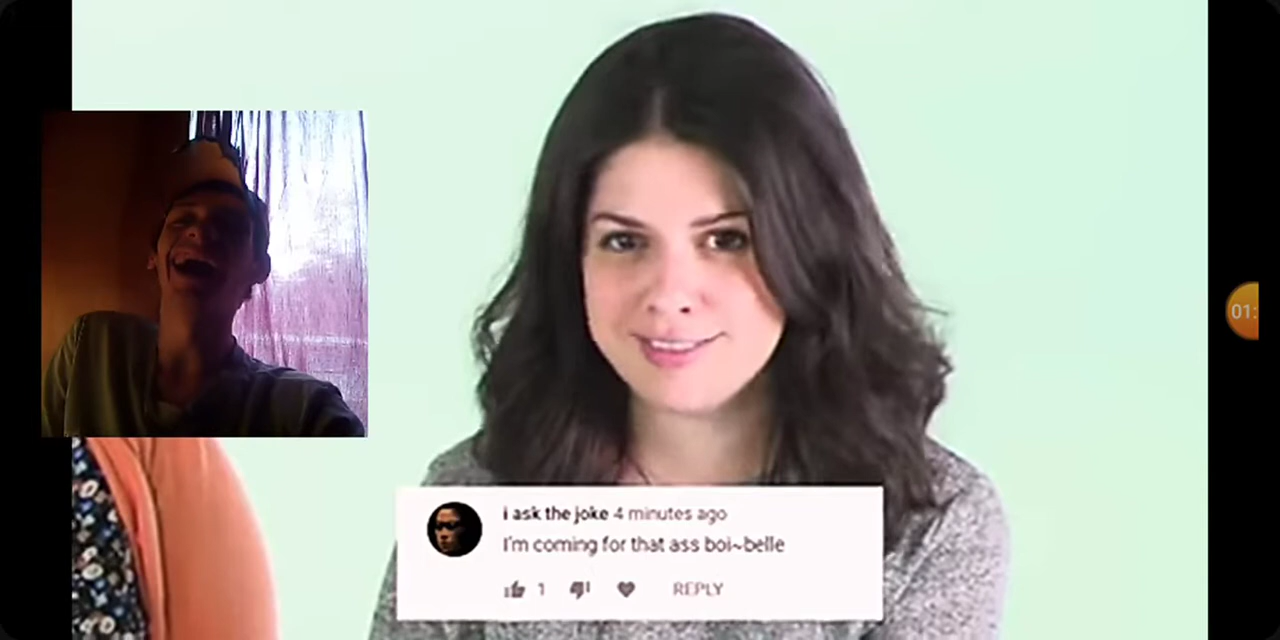 i ask the joke 4 minutes ago
I'm coming for that ass boi~belle
1
REPLY
01: